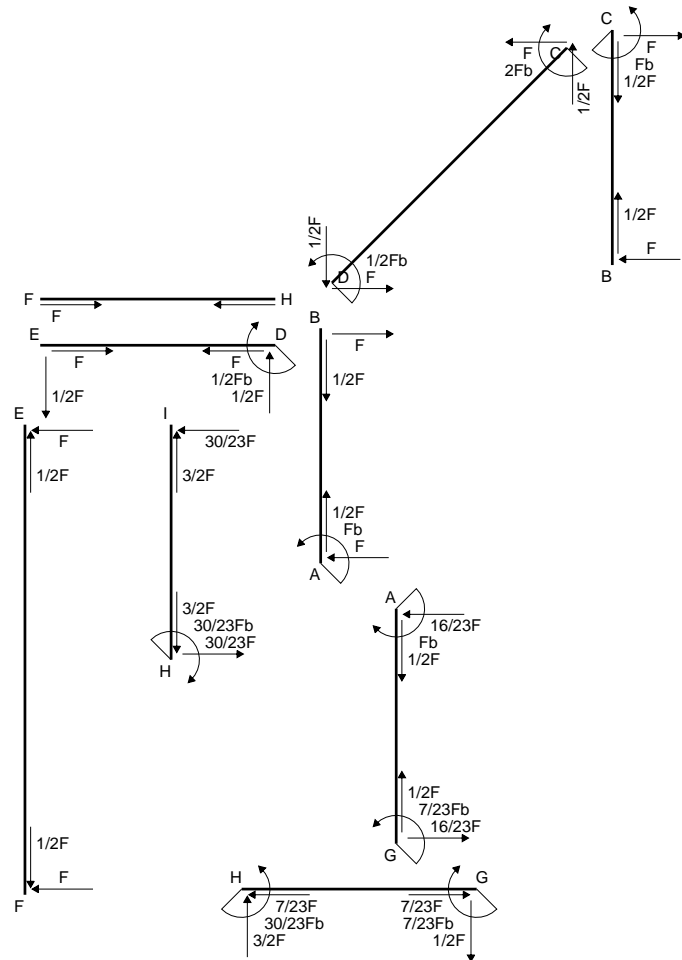 C
F
Fb
1/2F
1/2F
F
B
F
C
2Fb
1/2F
1/2F
1/2Fb
D
F
F
H
F
E
D
F
F
1/2Fb
1/2F
1/2F
B
F
1/2F
1/2F
Fb
F
A
E
F
1/2F
1/2F
F
F
I
30/23F
3/2F
3/2F
30/23Fb
30/23F
H
A
16/23F
Fb
1/2F
1/2F
7/23Fb
16/23F
G
H
G
7/23F
30/23Fb
3/2F
7/23F
7/23Fb
1/2F